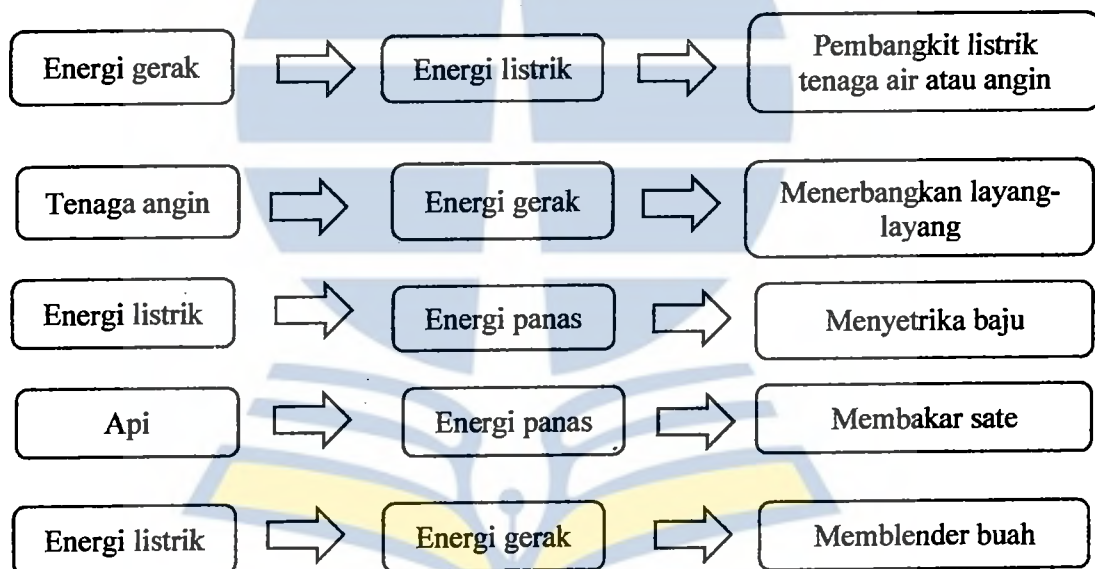 Energi gerak
Energi listrik
Pembangkit listrik
tenaga air atau angin
Tenaga angin
Energi gerak
Menerbangkan layang-
layang
Energi listrik
Energi panas
Menyetrika baju
Api
Energi panas
Membakar sate
Energi listrik
Energi gerak
Memblender buah